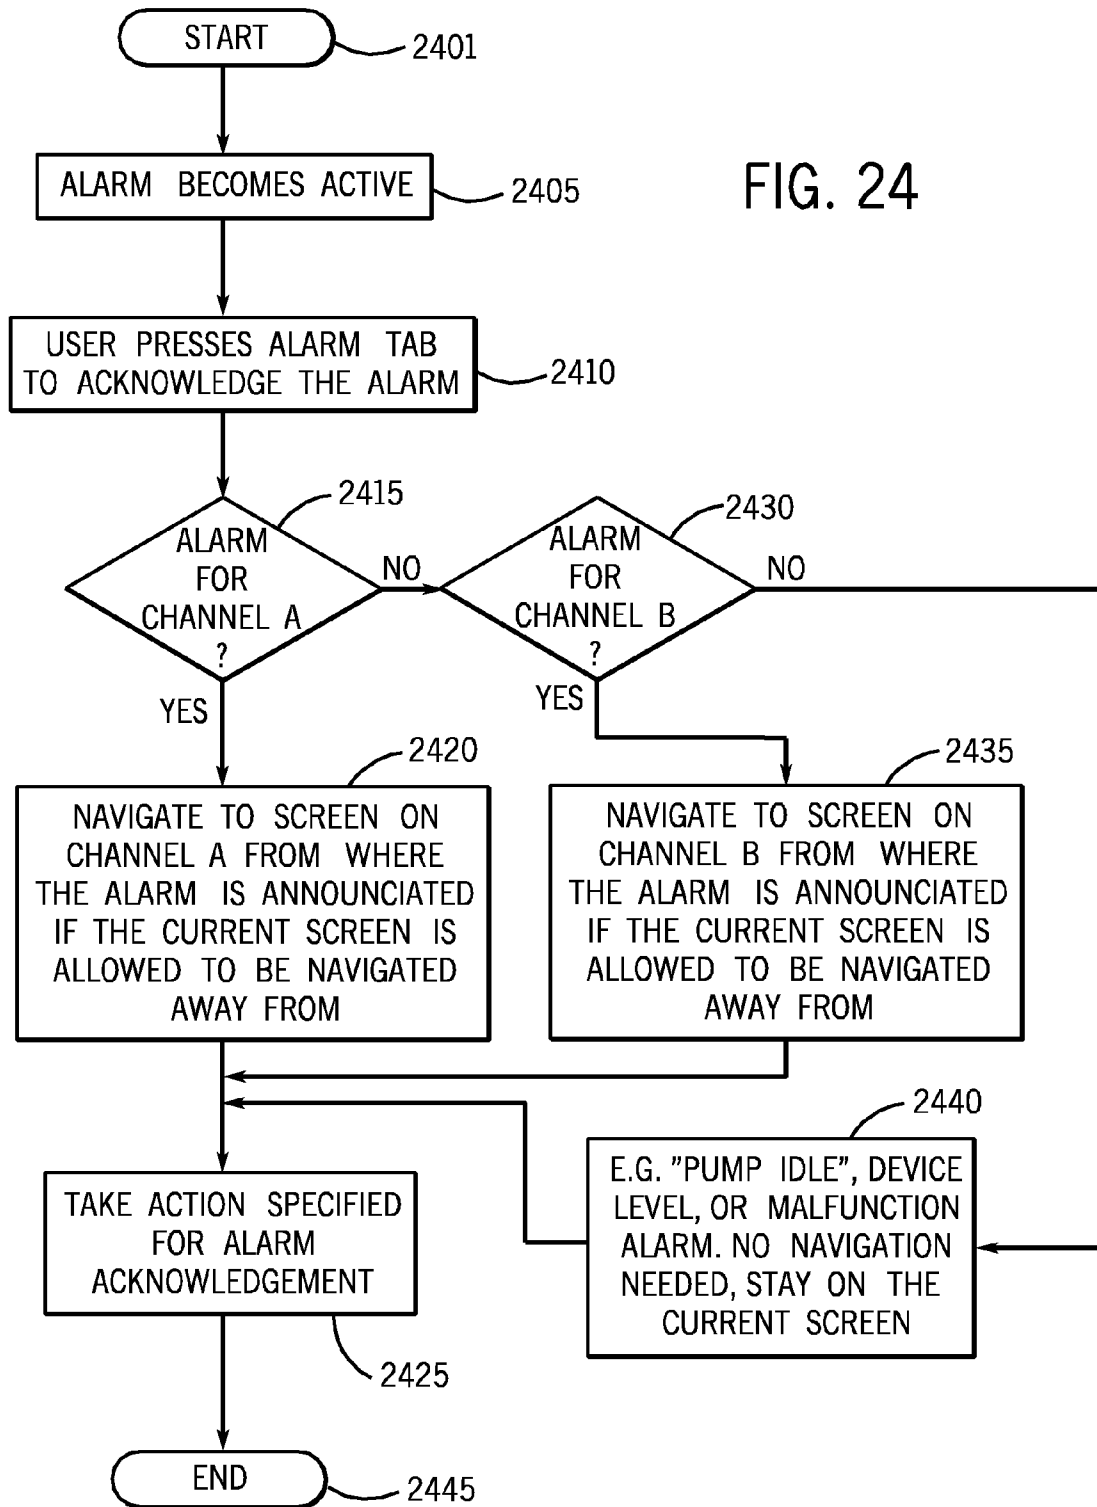 START
2401
ALARM BECOMES ACTIVE
2405
FIG. 24
USER PRESSES ALARM TAB
TO ACKNOWLEDGE THE ALARM
2410
2415
ALARM
FOR
CHANNEL A
?
NO
YES
2430
ALARM
FOR
CHANNEL B
?
NO
YES
2420
NAVIGATE TO SCREEN ON
CHANNEL A FROM WHERE
THE ALARM IS ANNOUNCIATED
IF THE CURRENT SCREEN IS
ALLOWED TO BE NAVIGATED
AWAY FROM
2435
NAVIGATE TO SCREEN ON
CHANNEL B FROM WHERE
THE ALARM IS ANNOUNCIATED
IF THE CURRENT SCREEN IS
ALLOWED TO BE NAVIGATED
AWAY FROM
2440
E.G. "PUMP IDLE", DEVICE
LEVEL, OR MALFUNCTION
ALARM. NO NAVIGATION
NEEDED, STAY ON THE
CURRENT SCREEN
TAKE ACTION SPECIFIED
FOR ALARM
ACKNOWLEDGEMENT
2425
END
2445